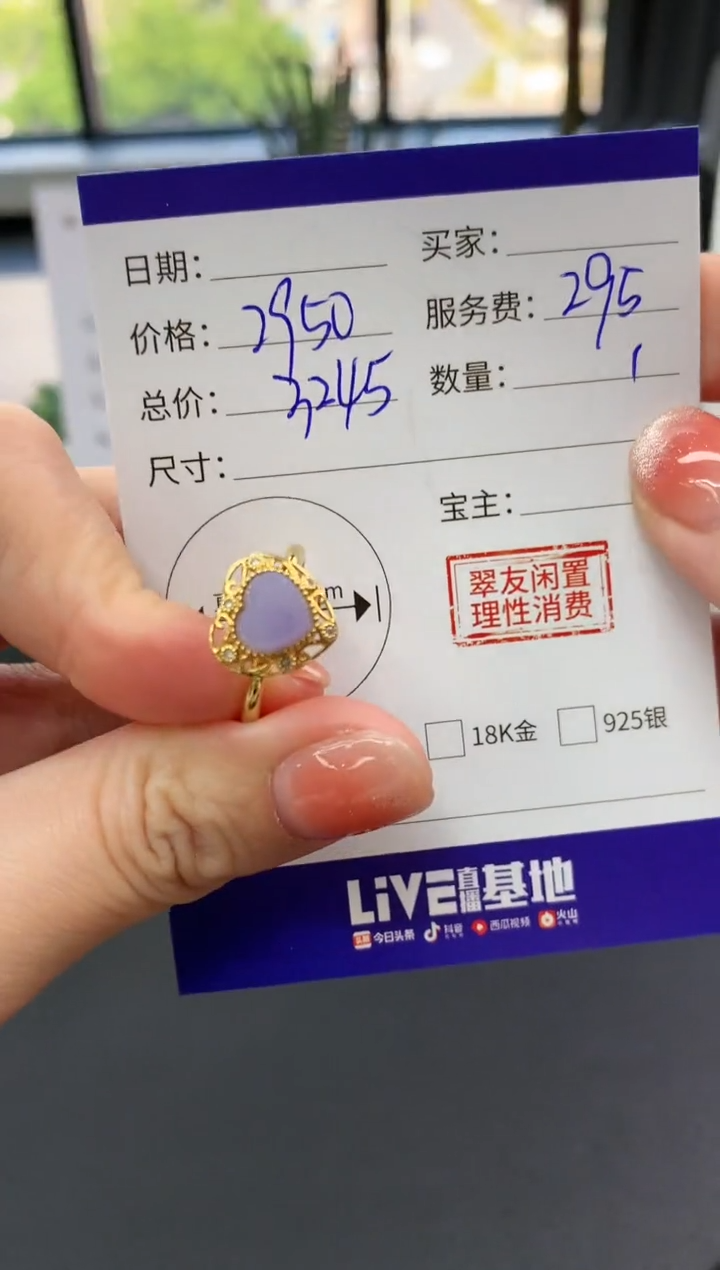 日期：
买家：
价格：2950
服务费：295
总价：3245
数量：1
尺寸：
宝主：
m
翠友闲置
理性消费
18K金
925银
LiVE直播基地
今日头条 抖音 西瓜视频 火山